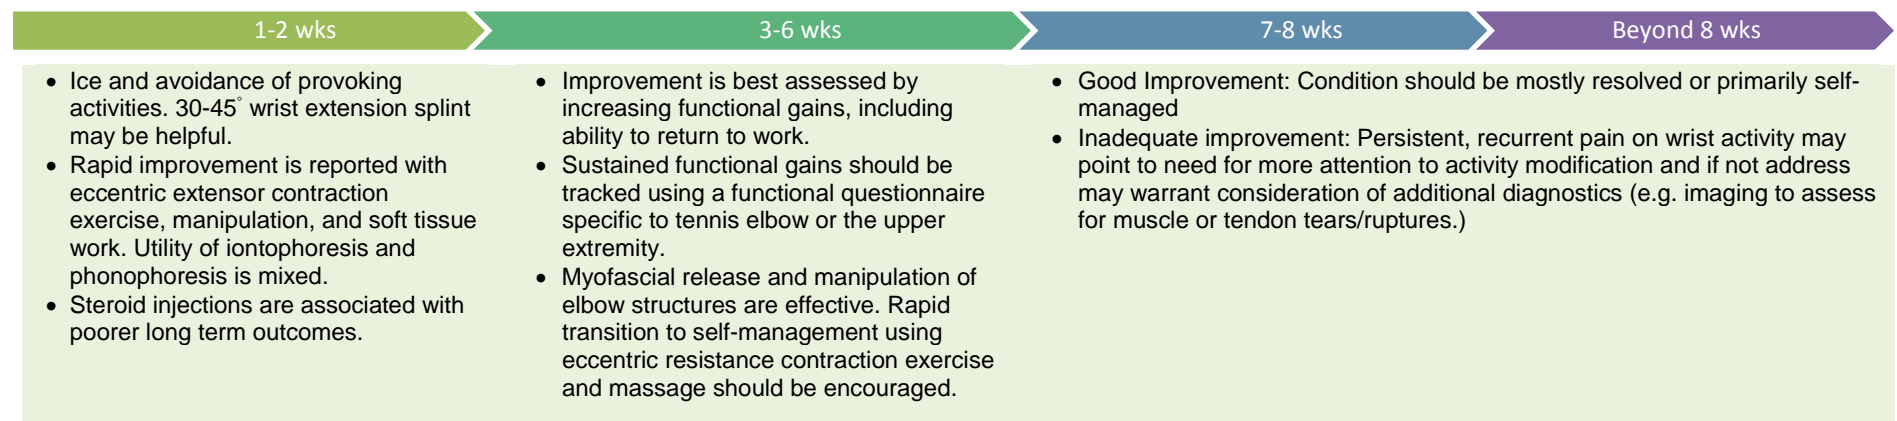 1-2 wks
3-6 wks
7-8 wks
Beyond 8 wks
• Ice and avoidance of provoking
activities. 30-45° wrist extension splint
may be helpful.
• Rapid improvement is reported with
eccentric extensor contraction
exercise, manipulation, and soft tissue
work. Utility of iontophoresis and
phonophoresis is mixed.
• Steroid injections are associated with
poorer long term outcomes.
• Improvement is best assessed by
increasing functional gains, including
ability to return to work.
• Sustained functional gains should be
tracked using a functional questionnaire
specific to tennis elbow or the upper
extremity.
• Myofascial release and manipulation of
elbow structures are effective. Rapid
transition to self-management using
eccentric resistance contraction exercise
and massage should be encouraged.
• Good Improvement: Condition should be mostly resolved or primarily self-
managed
• Inadequate improvement: Persistent, recurrent pain on wrist activity may
point to need for more attention to activity modification and if not address
may warrant consideration of additional diagnostics (e.g. imaging to assess
for muscle or tendon tears/ruptures.)